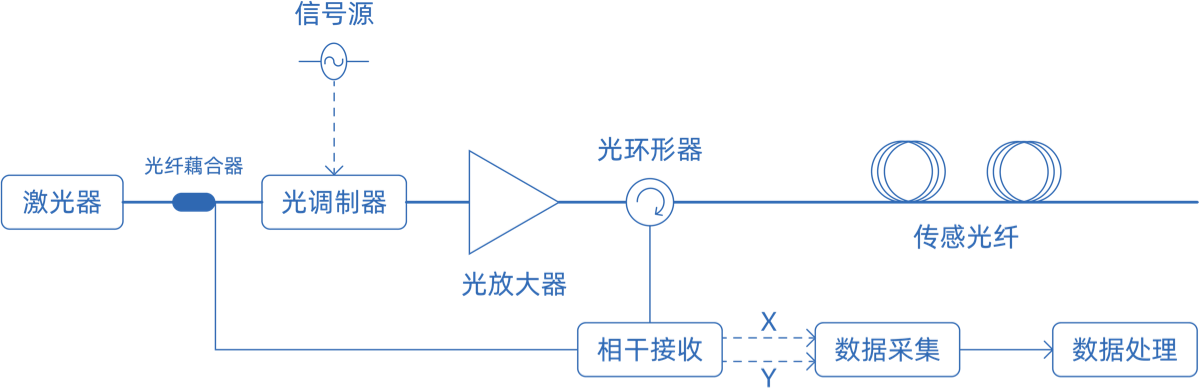 信号源
光纤藕合器
光环形器
激光器
光调制器
传感光纤
光放大器
X
相干接收
数据采集
数据处理
Y